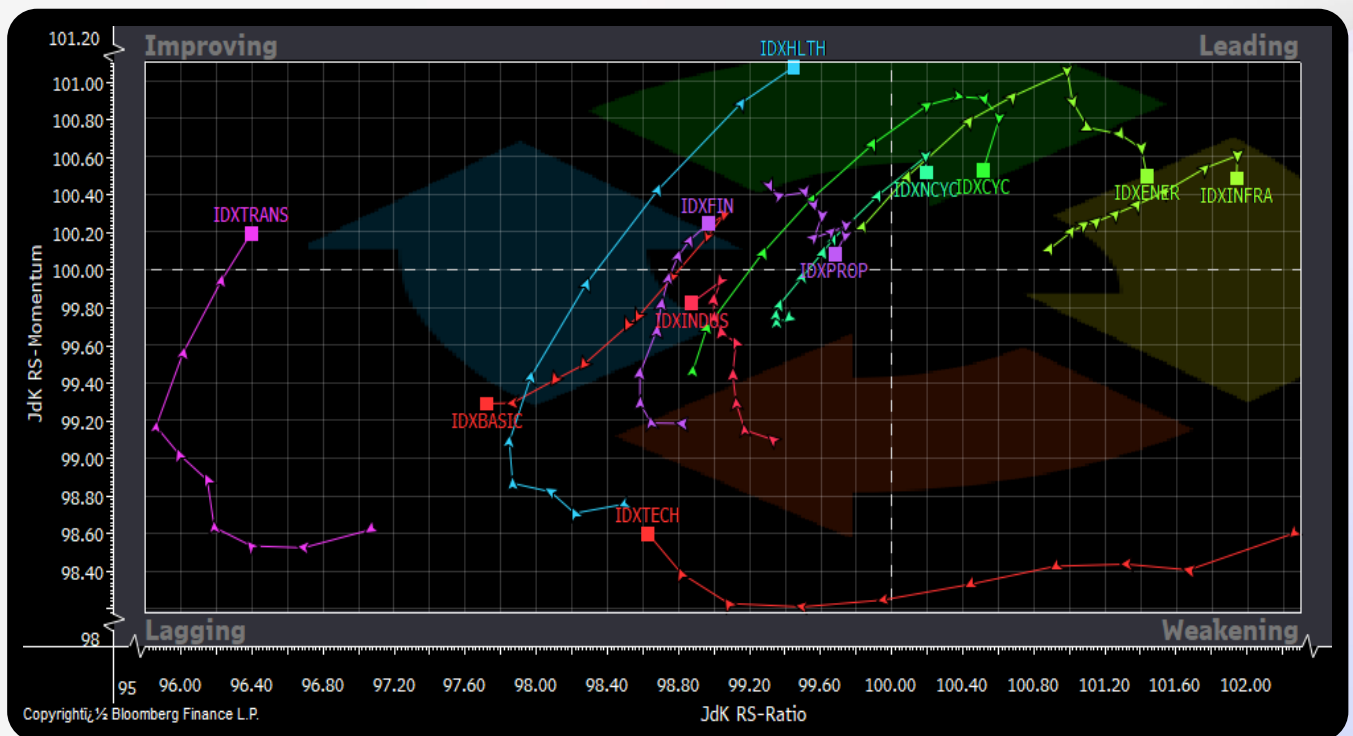 101.20
Improving
IDXHLTH
Leading
101.00
100.80
100.60
100.40
100.20
100.00
99.80
99.60
99.40
99.20
99.00
98.80
98.60
98.40
98
JdK RS-Momentum
IDXTRANS
IDXFIN
IDXNCYC
IDXCYC
IDXENER
IDXINFRA
IDXPROP
IDXINDUS
IDXBASIC
IDXTECH
Lagging
Weakening
95 96.00 96.40 96.80 97.20 97.60 98.00 98.40 98.80 99.20 99.60 100.00 100.40 100.80 101.20 101.60 102.00
Copyrightï¿½ Bloomberg Finance L.P.
JdK RS-Ratio